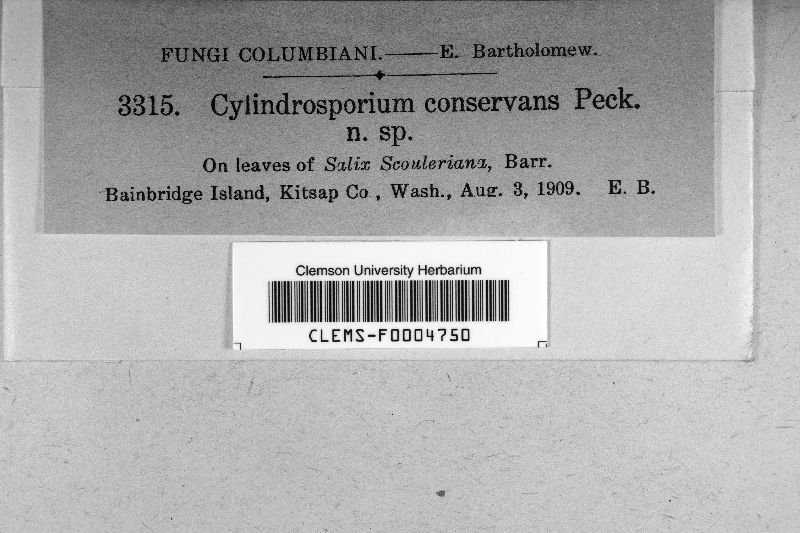 FUNGI COLUMBIANI.——E. Bartholomew.
3315. Cylindrosporium conservans Peck.
n. sp.
On leaves of Salix Scouleriana, Barr.
Bainbridge Island, Kitsap Co., Wash., Aug. 3, 1909. E. B.
Clemson University Herbarium
CLEMS-F0004750